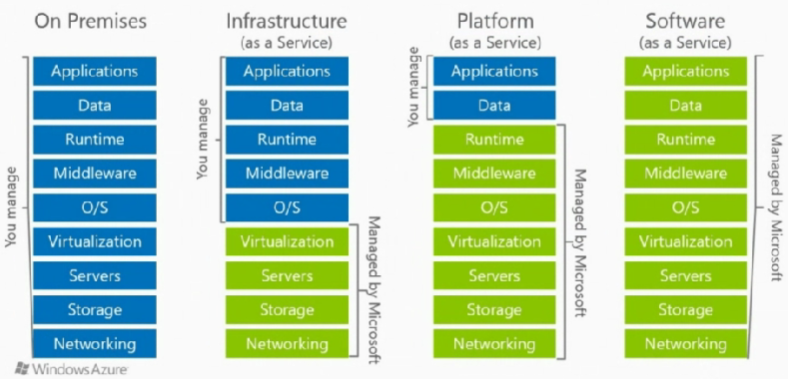 On Premises
You manage
Applications
Data
Runtime
Middleware
O/S
Virtualization
Servers
Storage
Networking
Infrastructure
(as a Service)
You manage
Applications
Data
Runtime
Middleware
O/S
Virtualization
Servers
Storage
Networking
Managed by Microsoft
Platform
(as a Service)
You manage
Applications
Data
Runtime
Middleware
O/S
Virtualization
Servers
Storage
Networking
Managed by Microsoft
Software
(as a Service)
Applications
Data
Runtime
Middleware
O/S
Virtualization
Servers
Storage
Networking
Managed by Microsoft
Windows Azure